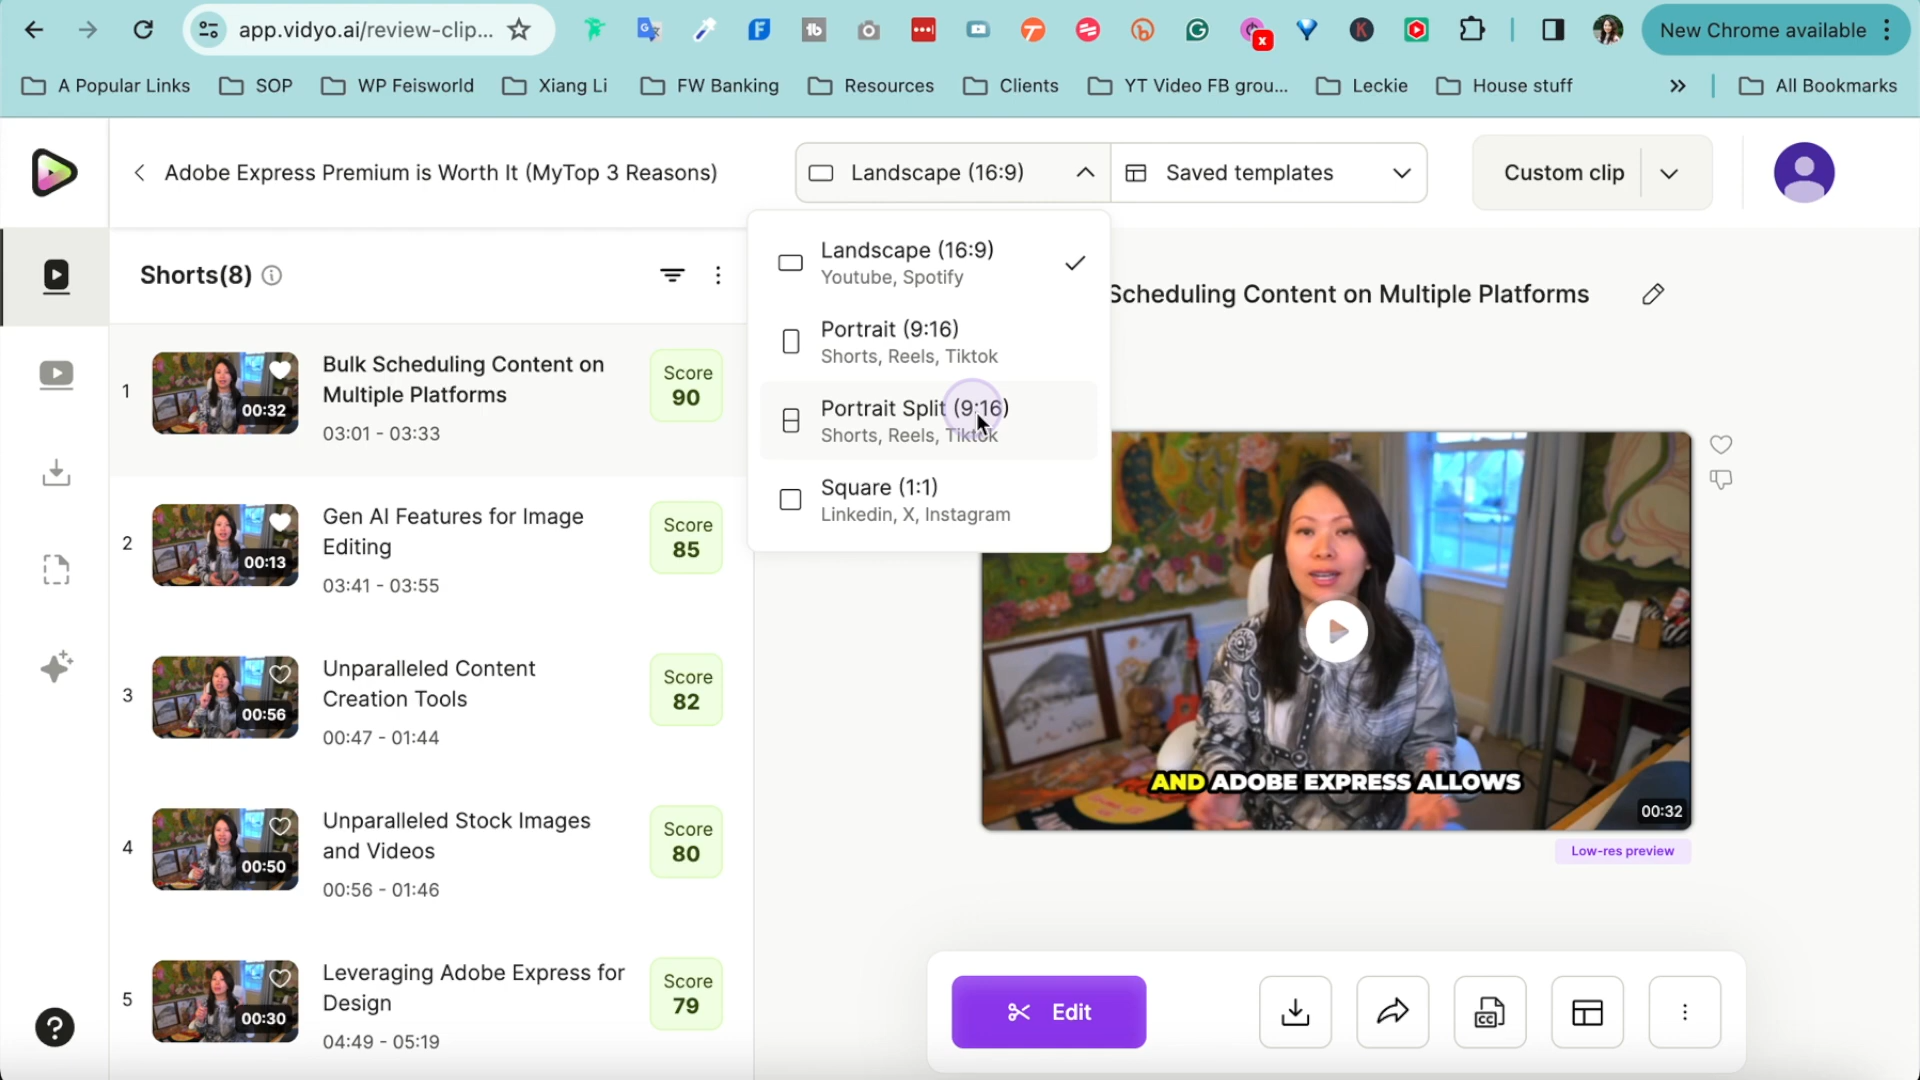 app.vidyo.ai/review-clip...
New Chrome available
A Popular Links
SOP
WP Feisworld
Xiang Li
FW Banking
Resources
Clients
YT Video FB grou...
Leckie
House stuff
All Bookmarks
Adobe Express Premium is Worth It (MyTop 3 Reasons)
Landscape (16:9)
Saved templates
Custom clip
Shorts(8)
Landscape (16:9)
Youtube, Spotify
Portrait (9:16)
Shorts, Reels, Tiktok
Portrait Split (9:16)
Shorts, Reels, Tiktok
Square (1:1)
Linkedin, X, Instagram
Scheduling Content on Multiple Platforms
1
00:32
Bulk Scheduling Content on
Multiple Platforms
03:01 - 03:33
Score
90
2
00:13
Gen AI Features for Image
Editing
03:41 - 03:55
Score
85
3
00:56
Unparalleled Content
Creation Tools
00:47 - 01:44
Score
82
4
00:50
Unparalleled Stock Images
and Videos
00:56 - 01:46
Score
80
5
00:30
Leveraging Adobe Express for
Design
04:49 - 05:19
Score
79
AND ADOBE EXPRESS ALLOWS
00:32
Low-res preview
Edit
CC